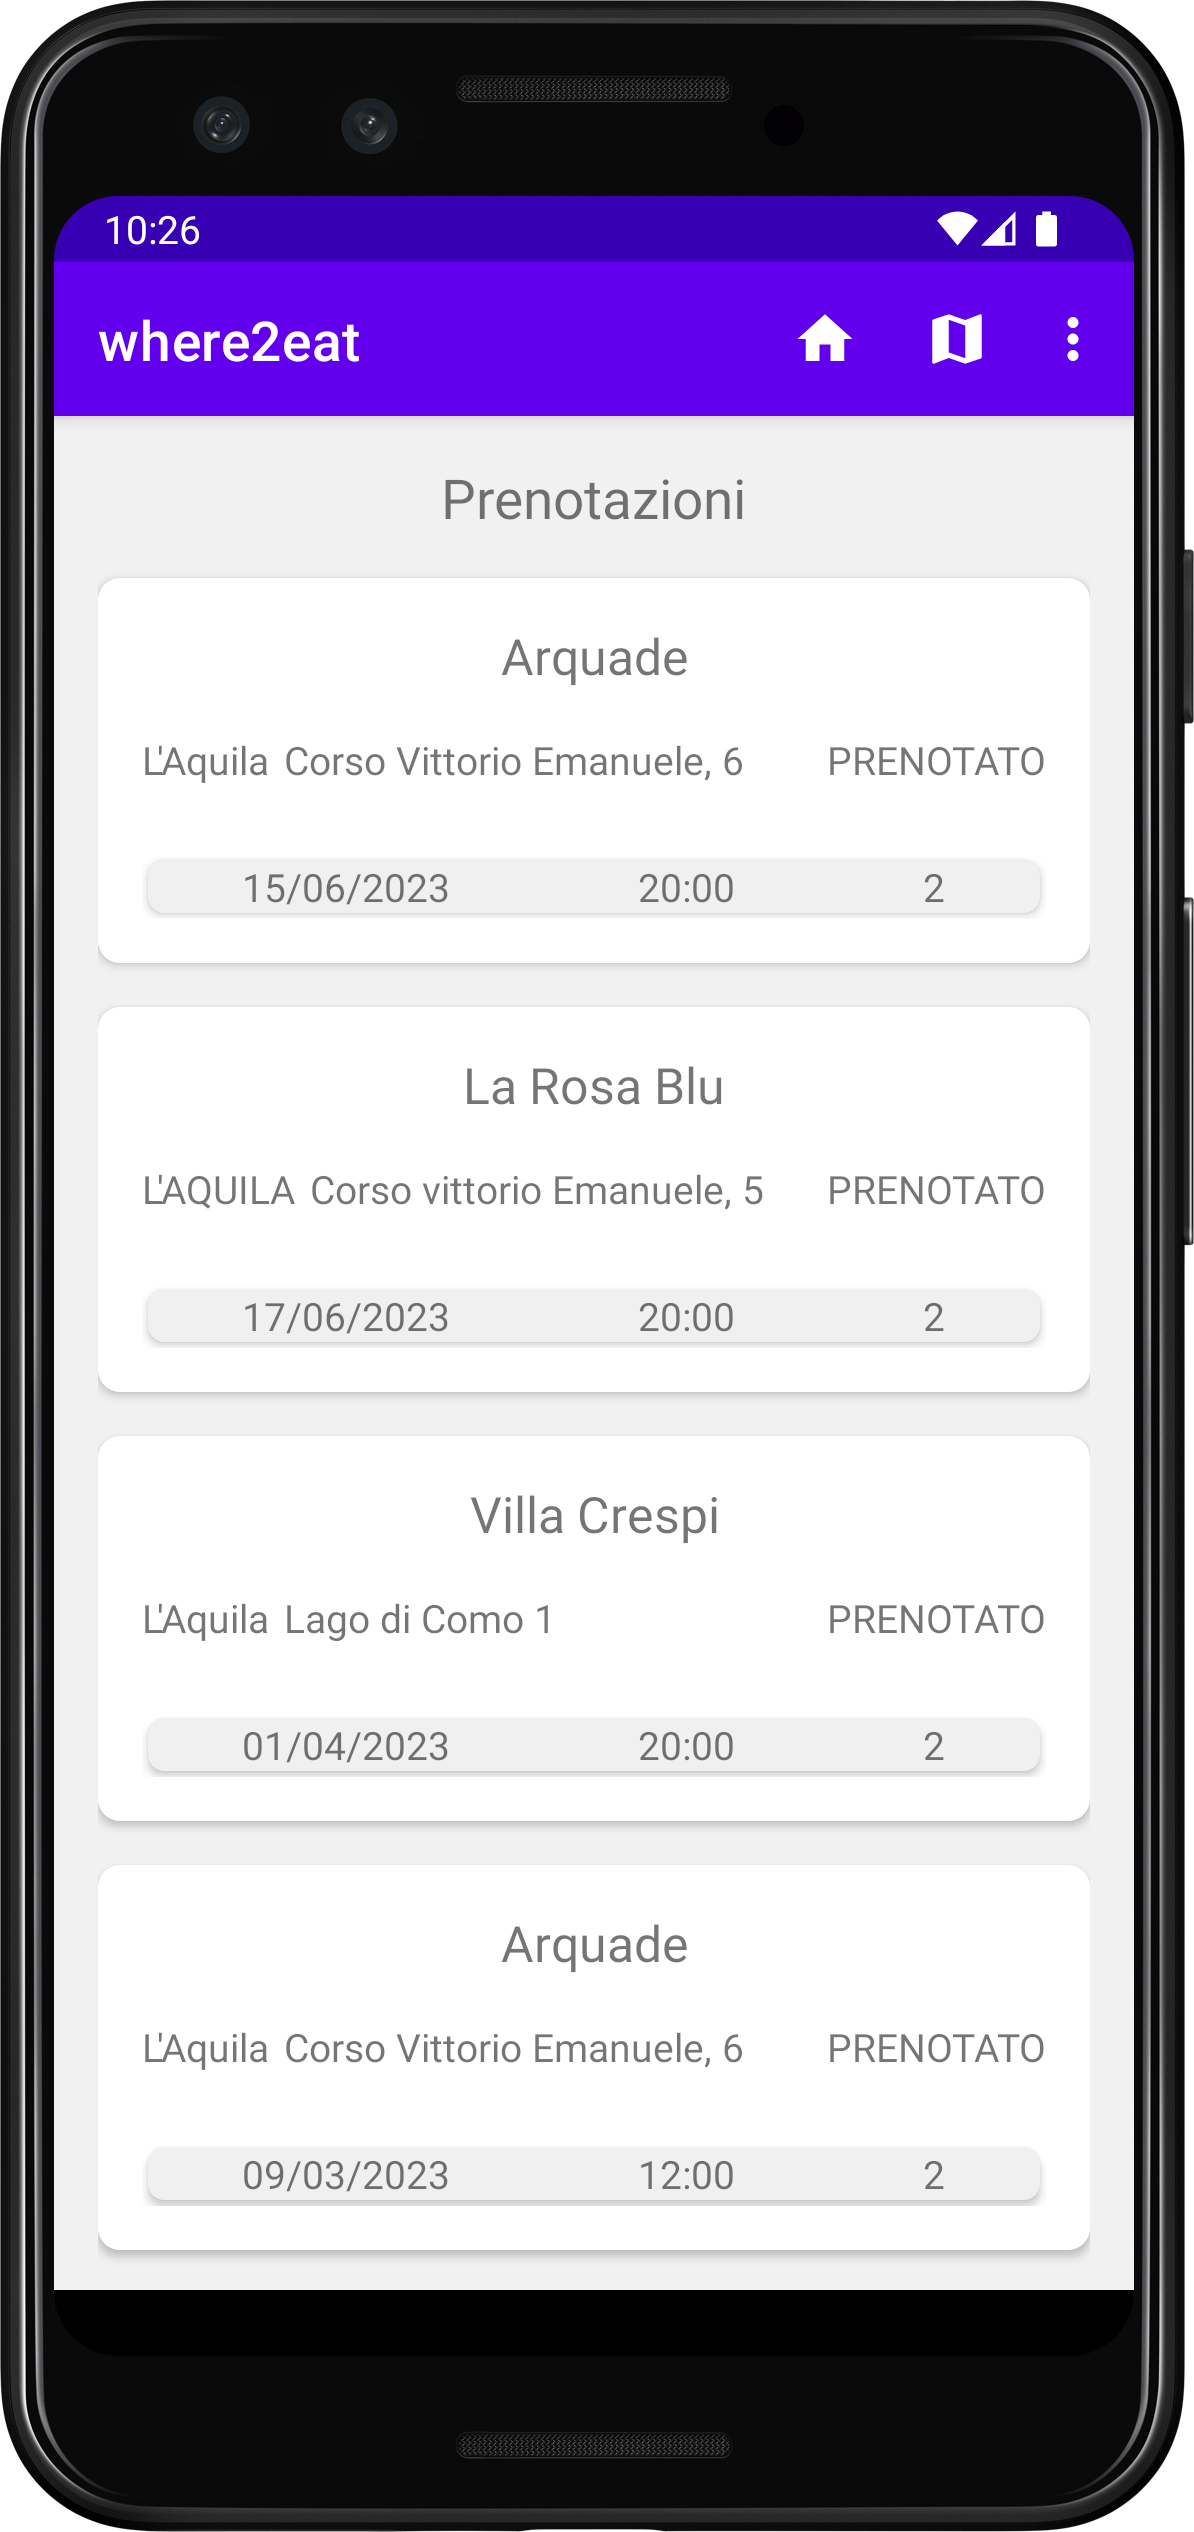 10:26
where2eat
Prenotazioni
Arquade
L'Aquila Corso Vittorio Emanuele, 6 PRENOTATO
15/06/2023 20:00 2
La Rosa Blu
L'AQUILA Corso vittorio Emanuele, 5 PRENOTATO
17/06/2023 20:00 2
Villa Crespi
L'Aquila Lago di Como 1 PRENOTATO
01/04/2023 20:00 2
Arquade
L'Aquila Corso Vittorio Emanuele, 6 PRENOTATO
09/03/2023 12:00 2